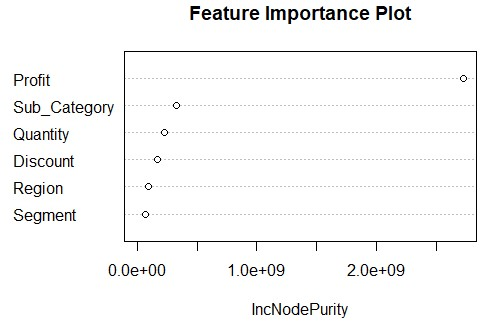 Feature Importance Plot
Profit
Sub_Category
Quantity
Discount
Region
Segment
0.0e+00 1.0e+09 2.0e+09
IncNodePurity